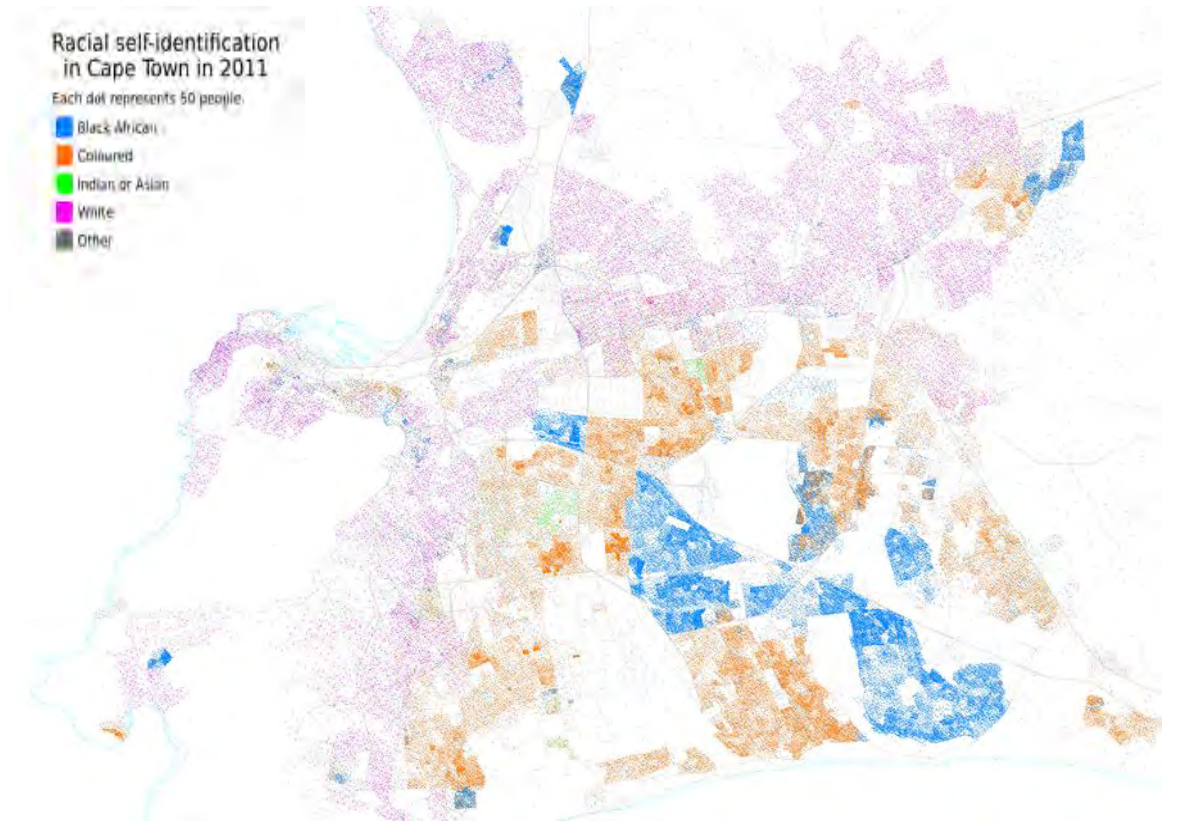 Racial self-identification
in Cape Town in 2011
Each dot represents 50 people.
Black African
Coloured
Indian or Asian
White
Other